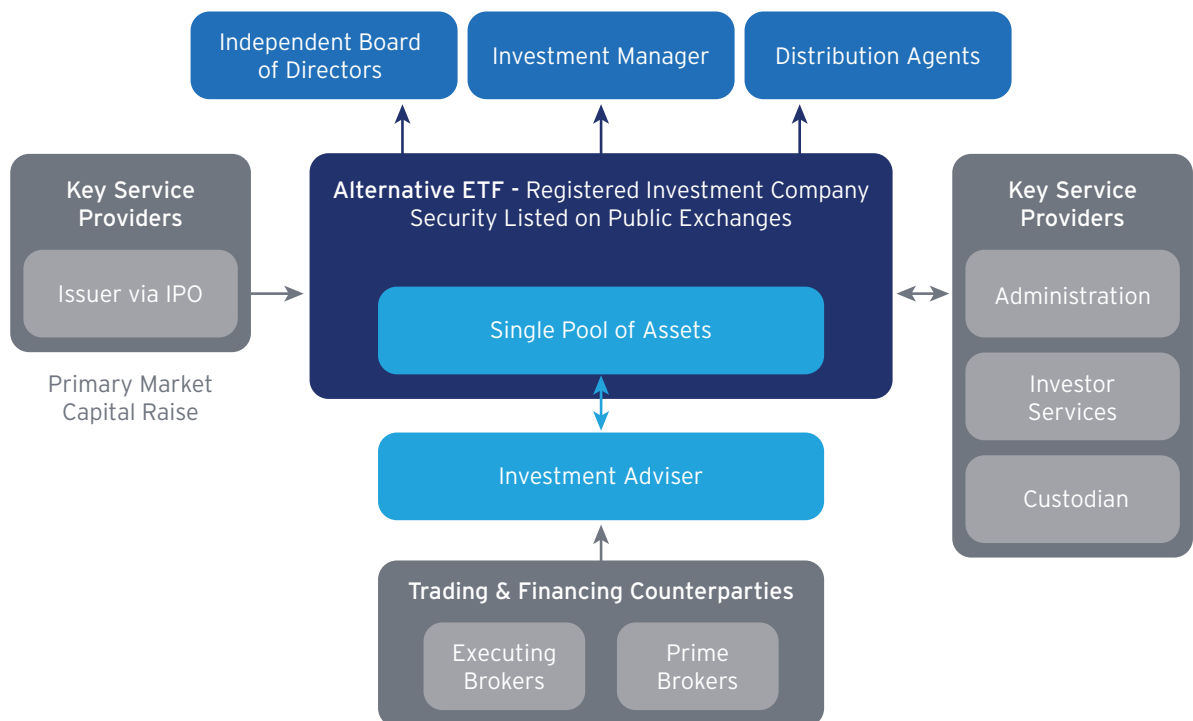 Independent Board
of Directors
Investment Manager
Distribution Agents
Key Service
Providers
Issuer via IPO
Primary Market
Capital Raise
Alternative ETF - Registered Investment Company
Security Listed on Public Exchanges
Single Pool of Assets
Investment Adviser
Trading & Financing Counterparties
Executing
Brokers
Prime
Brokers
Key Service
Providers
Administration
Investor
Services
Custodian